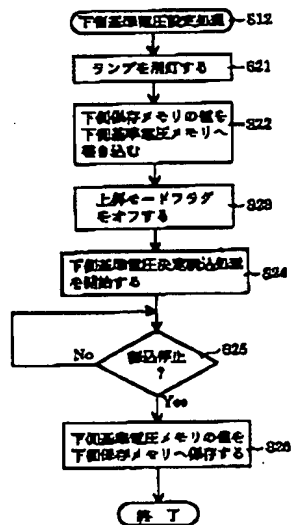 下側基準電圧設定処理
S12
ランプを消灯する
S21
下側保存メモリの値を
下側基準電圧メモリへ
書き込む
S22
上昇モードフラグ
をオフする
S23
下側基準電圧決定割込処理
を開始する
S24
割込停止
?
S25
No
Yes
下側基準電圧メモリの値を
下側保存メモリへ保存する
S26
終 了